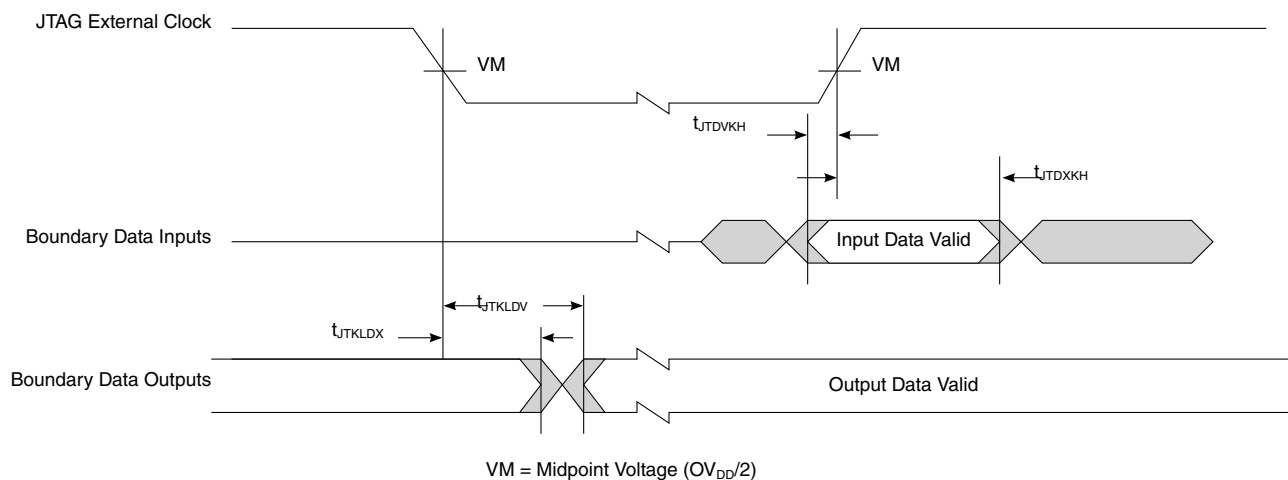 JTAG External Clock
VM
VM
tJTDVKH
tJTDXKH
Boundary Data Inputs
Input Data Valid
tJTKLDV
tJTKLDX
Boundary Data Outputs
Output Data Valid
VM = Midpoint Voltage (OVDD/2)